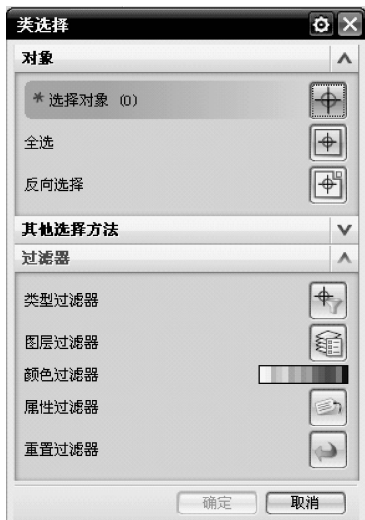 类选择
对象
* 选择对象 (0)
全选
反向选择
其他选择方法
过滤器
类型过滤器
图层过滤器
颜色过滤器
属性过滤器
重置过滤器
确定 取消